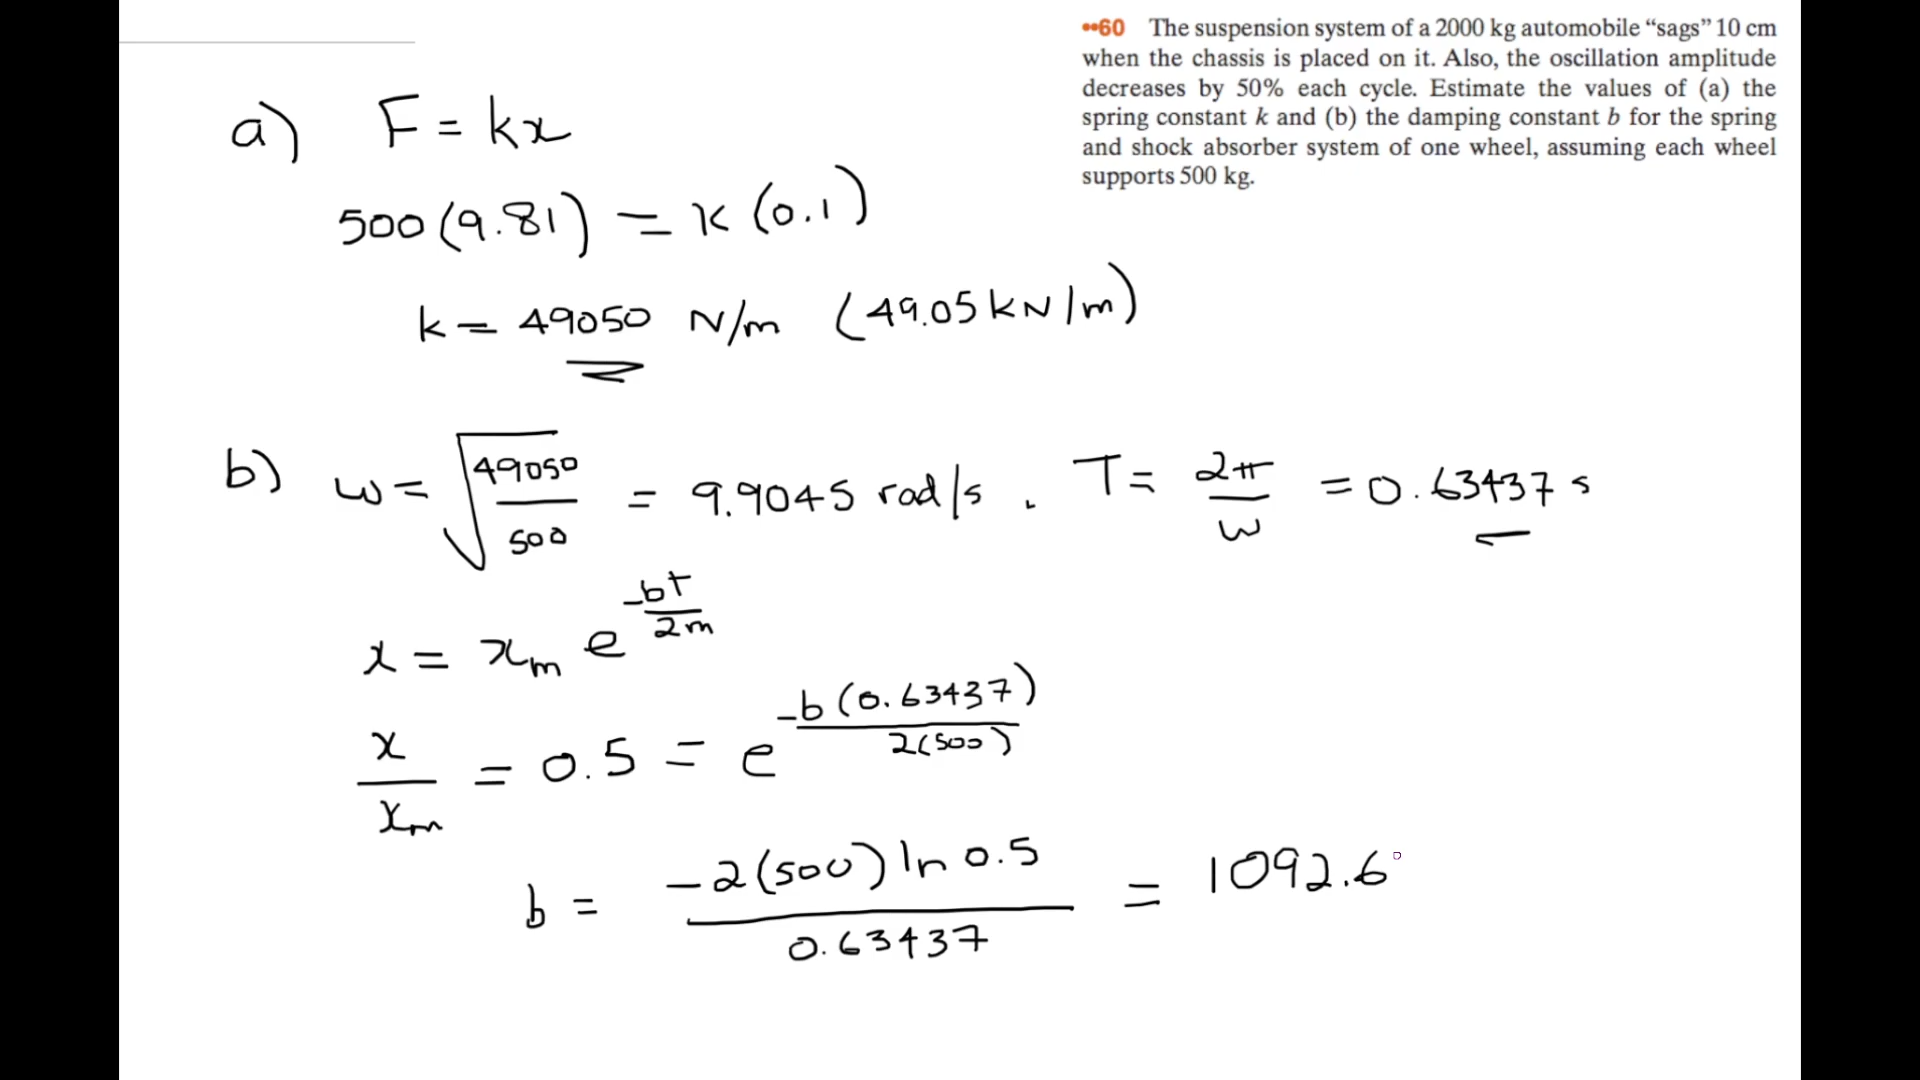 ••60 The suspension system of a 2000 kg automobile “sags” 10 cm
when the chassis is placed on it. Also, the oscillation amplitude
decreases by 50% each cycle. Estimate the values of (a) the
spring constant k and (b) the damping constant b for the spring
and shock absorber system of one wheel, assuming each wheel
supports 500 kg.
a) F = kx
500(9.81) = k(0.1)
k = 49050 N/m (49.05 kN/m)
b) w = √(49050/500) = 9.9045 rad/s . T = 2π/w = 0.63437 s
x = xₘ e^(-bt/2m)
x/xₘ = 0.5 = e^(-b(0.63437)/2(500))
b = -2(500) ln 0.5 / 0.63437 = 1092.6